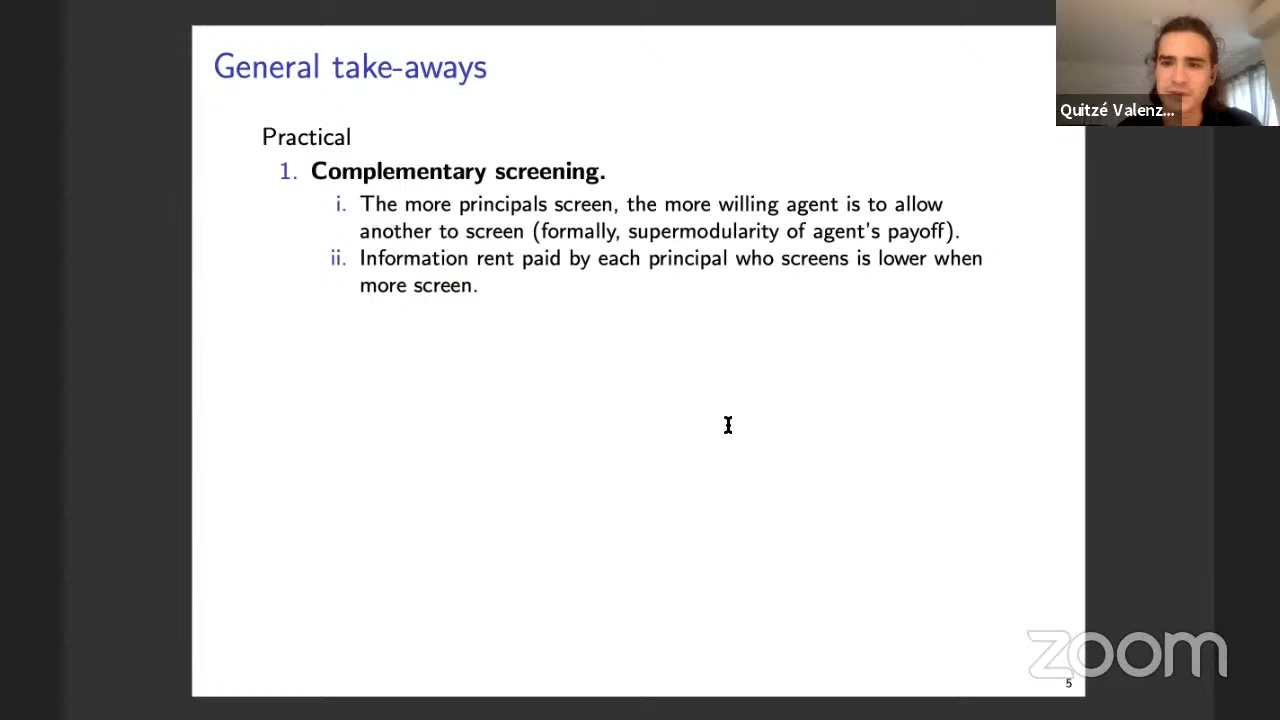 General take-aways
Quitzé Valenz...
Practical
1. Complementary screening.
i. The more principals screen, the more willing agent is to allow
another to screen (formally, supermodularity of agent's payoff).
ii. Information rent paid by each principal who screens is lower when
more screen.
zoom
5